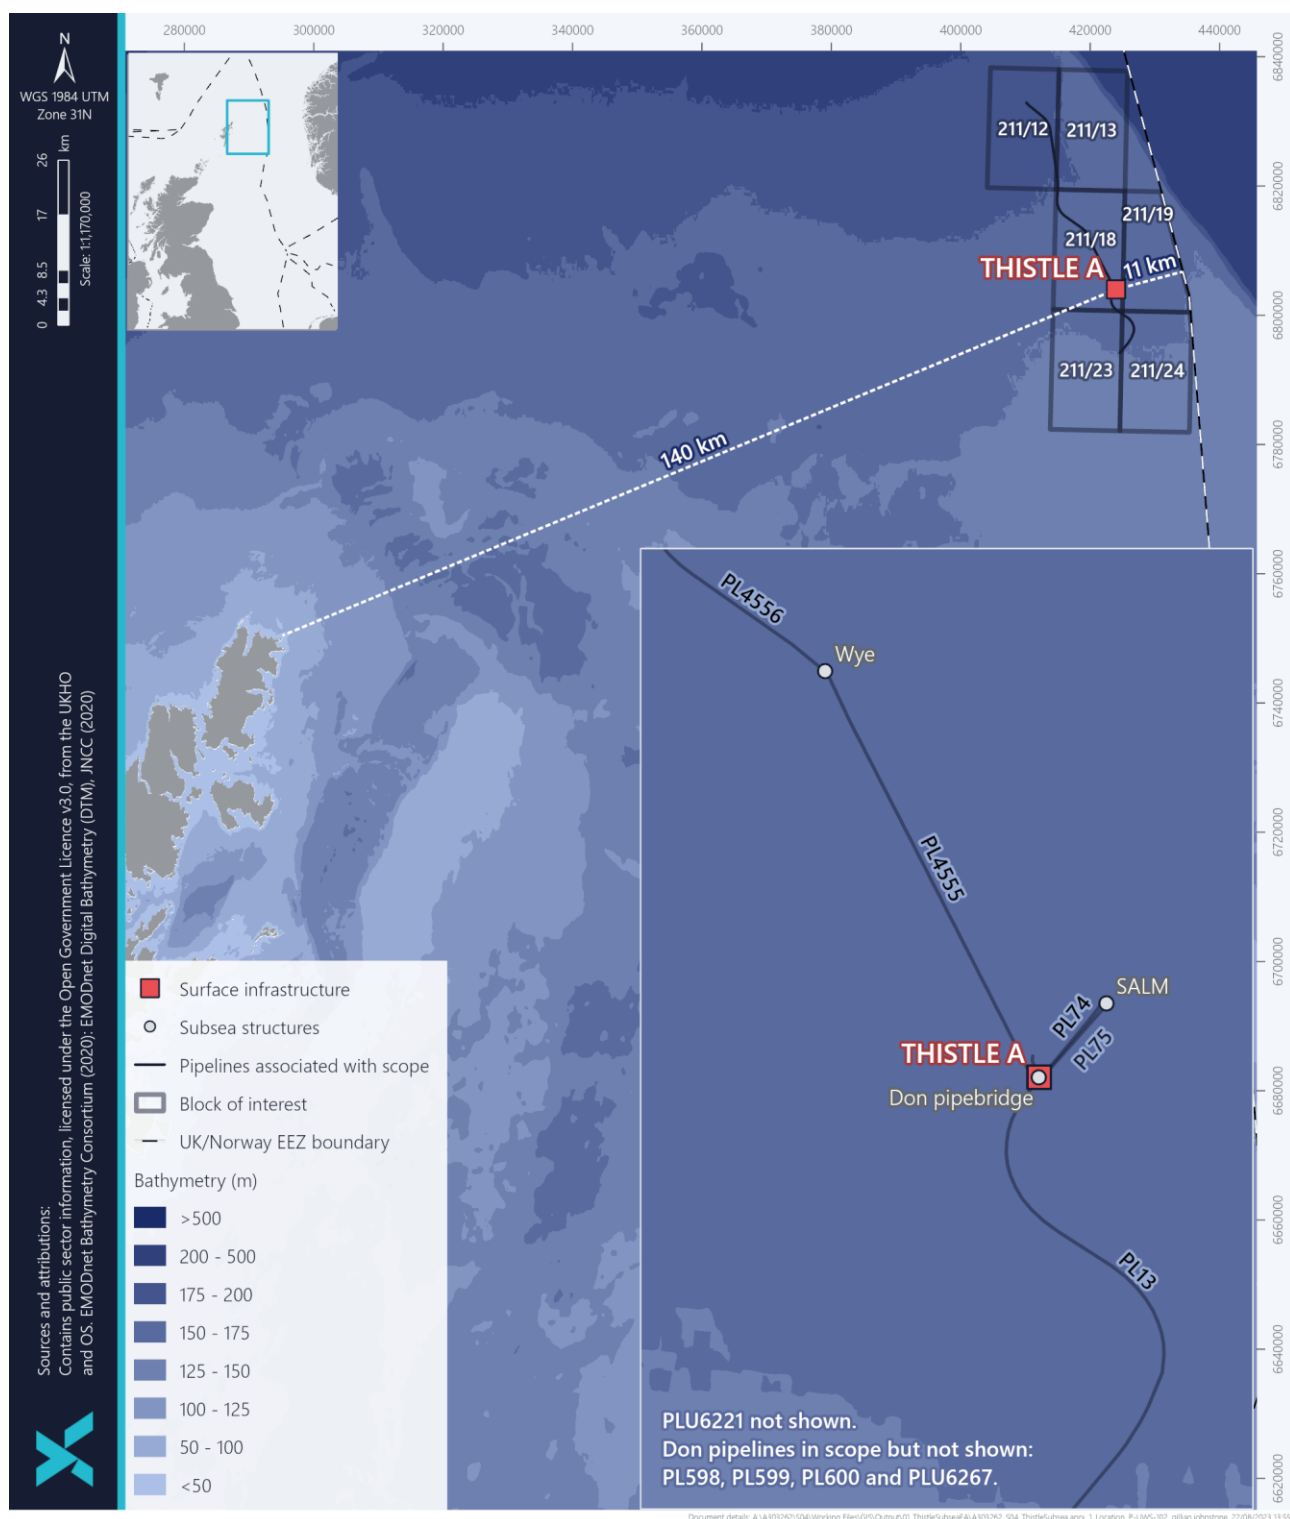 280000
300000
320000
340000
360000
380000
400000
420000
440000
N
WGS 1984 UTM
Zone 31N
km
26
17
8.5
4.3
0
Scale: 1:1,170,000
6840000
6820000
6800000
6780000
6760000
6740000
6720000
6700000
6680000
6660000
6640000
6620000
211/12
211/13
211/19
211/18
THISTLE A
11 km
211/23
211/24
140 km
PL4556
Wye
PL4555
SALM
PL74
PL75
THISTLE A
Don pipebridge
PL13
PLU6221 not shown.
Don pipelines in scope but not shown:
PL598, PL599, PL600 and PLU6267.
Surface infrastructure
Subsea structures
Pipelines associated with scope
Block of interest
UK/Norway EEZ boundary
Bathymetry (m)
>500
200 - 500
175 - 200
150 - 175
125 - 150
100 - 125
50 - 100
<50
Sources and attributions:
Contains public sector information, licensed under the Open Government Licence v3.0, from the UKHO
and OS. EMODnet Bathymetry Consortium (2020): EMODnet Digital Bathymetry (DTM), JNCC (2020)